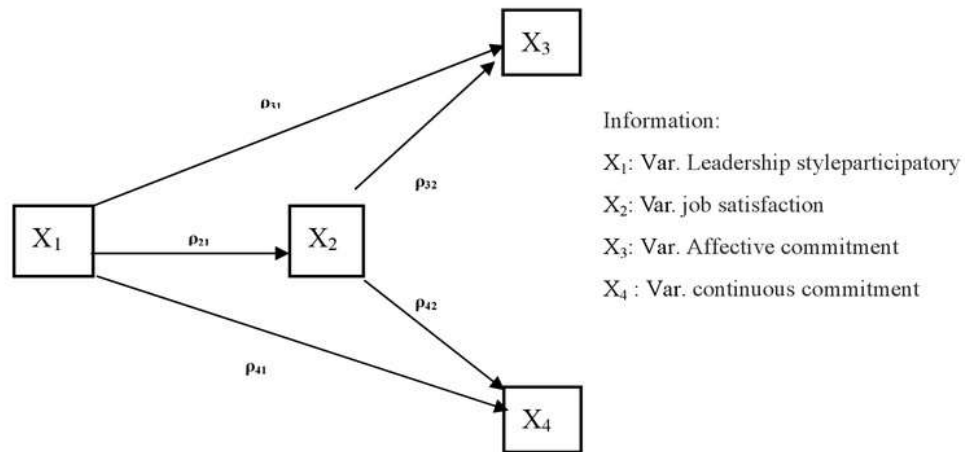 X₃
ρ₃₁
Information:
X₁: Var. Leadership styleparticipatory
ρ₃₂
X₂: Var. job satisfaction
X₁
ρ₂₁
X₂
X₃: Var. Affective commitment
X₄ : Var. continuous commitment
ρ₄₂
ρ₄₁
X₄